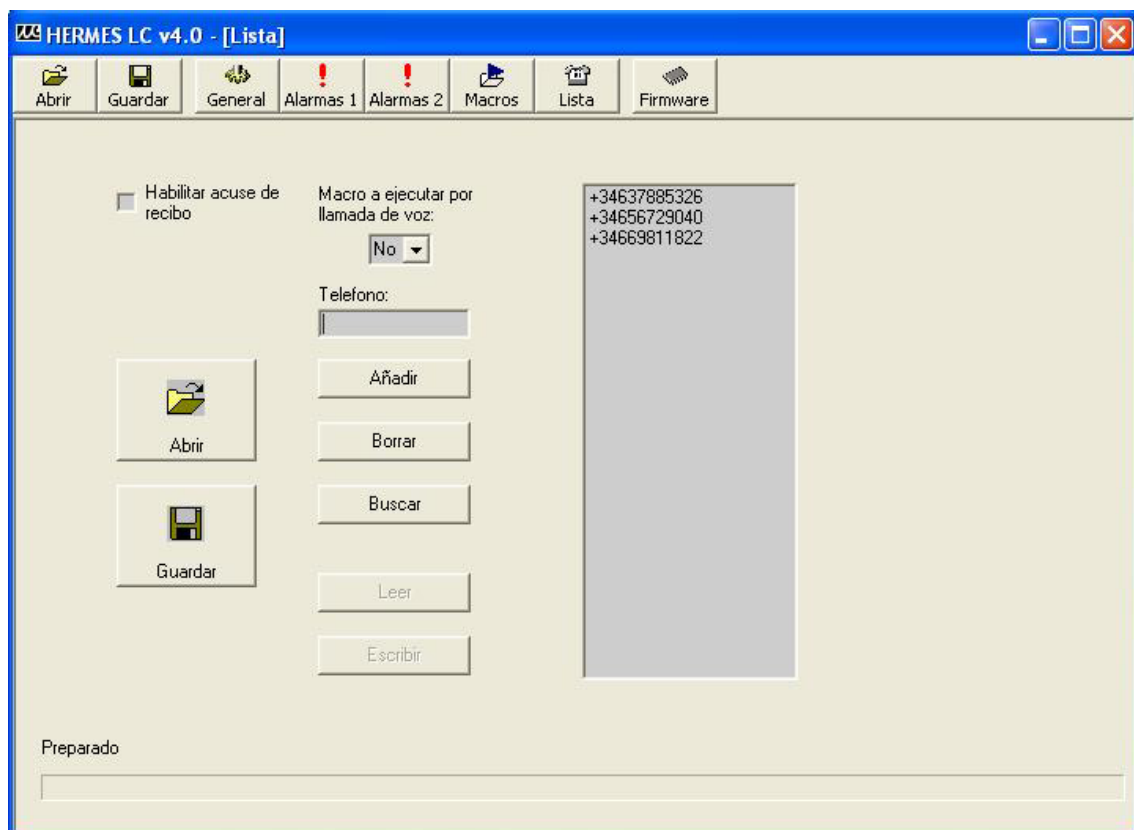 HERMES LC v4.0 - [Lista]
Abrir Guardar General Alarmas 1 Alarmas 2 Macros Lista Firmware
Habilitar acuse de
recibo
Macro a ejecutar por
llamada de voz:
No
Telefono:
Añadir
Borrar
Buscar
Leer
Escribir
Abrir
Guardar
+34637885326
+34656729040
+34669811822
Preparado